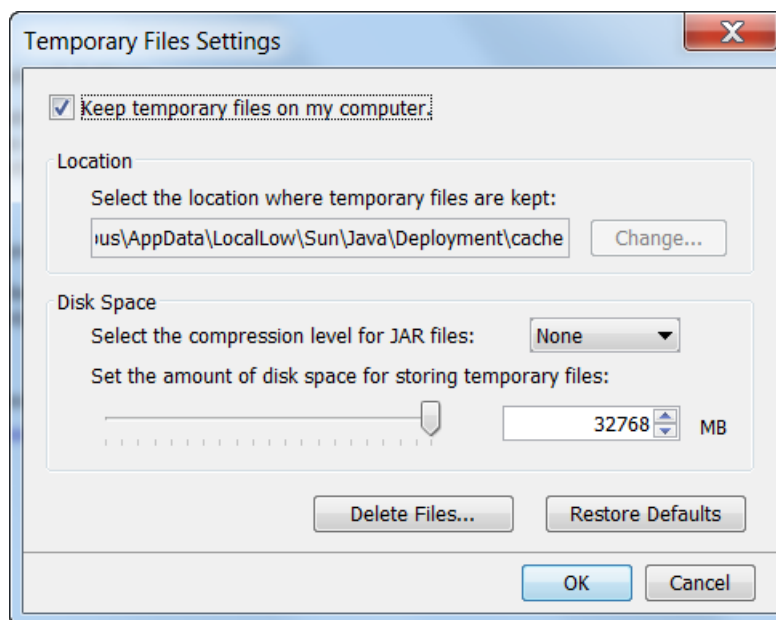 Temporary Files Settings
Keep temporary files on my computer.
Location
Select the location where temporary files are kept:
ıus\AppData\LocalLow\Sun\Java\Deployment\cache
Change...
Disk Space
Select the compression level for JAR files:
None
Set the amount of disk space for storing temporary files:
32768
MB
Delete Files...
Restore Defaults
OK
Cancel